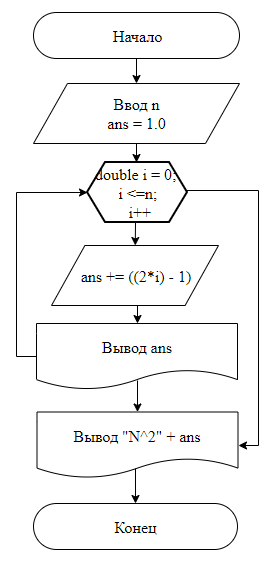 Начало
Ввод n
ans = 1.0
double i = 0;
i <=n;
i++
ans += ((2*i) - 1)
Вывод ans
Вывод "N^2" + ans
Конец